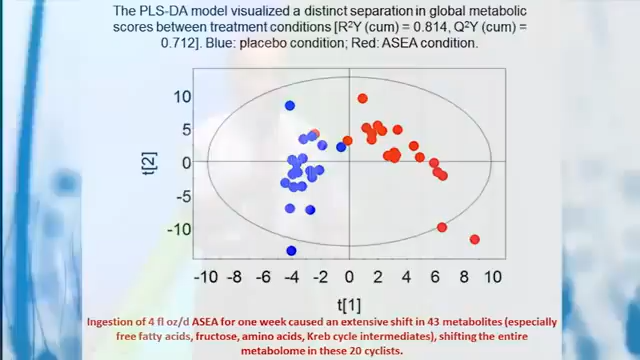 The PLS-DA model visualized a distinct separation in global metabolic
scores between treatment conditions [R²Y (cum) = 0.814, Q²Y (cum) =
0.712]. Blue: placebo condition; Red: ASEA condition.
10
5
0
-5
-10
t[2]
-10 -8 -6 -4 -2 0 2 4 6 8 10
t[1]
Ingestion of 4 fl oz/d ASEA for one week caused an extensive shift in 43 metabolites (especially
free fatty acids, fructose, amino acids, Kreb cycle intermediates), shifting the entire
metabolome in these 20 cyclists.